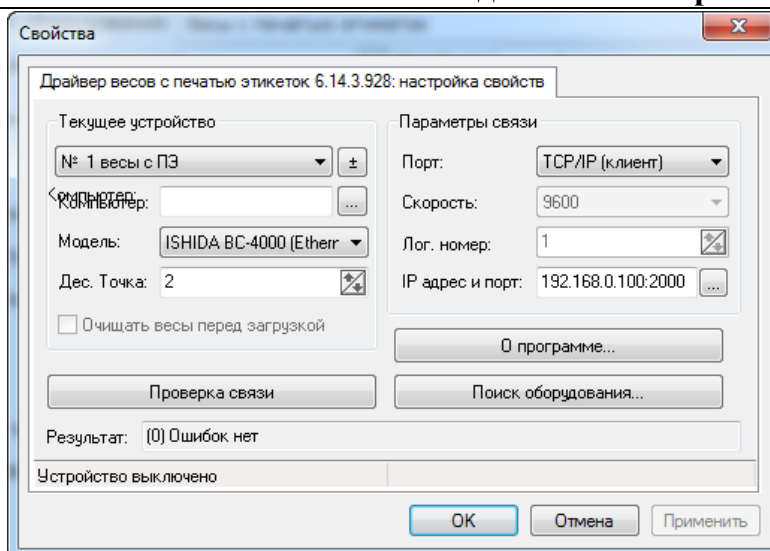 Свойства
Драйвер весов с печатью этикеток 6.14.3.928: настройка свойств
Текущее устройство
№ 1 весы с ПЭ
±
Компьютер:
...
Модель:
ISHIDA BC-4000 (Ethern
Дес. Точка:
2
Очищать весы перед загрузкой
Параметры связи
Порт:
TCP/IP (клиент)
Скорость:
9600
Лог. номер:
1
IP адрес и порт:
192.168.0.100:2000
...
О программе...
Проверка связи
Поиск оборудования...
Результат:
(0) Ошибок нет
Устройство выключено
OK
Отмена
Применить